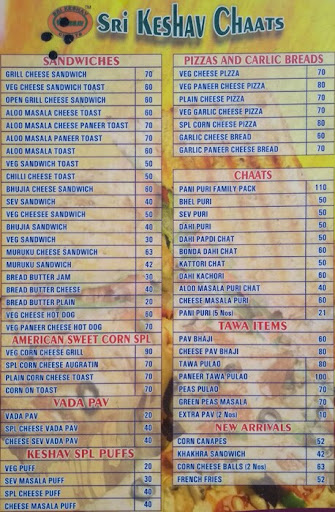 SRI KESHAV CHAATS
SANDWICHES
GRILL CHEESE SANDWICH 70
VEG CHEESE SANDWICH TOAST 60
OPEN GRILL CHEESE SANDWICH 60
ALOO MASALA CHEESE TOAST 60
ALOO MASALA CHEESE PANEER TOAST 70
ALOO MASALA PANEER TOAST 70
ALOO MASALA TOAST 50
VEG SANDWICH TOAST 50
CHILLI CHEESE TOAST 50
BHUJIA CHEESE SANDWICH 60
SEV SANDWICH 40
VEG CHEESEE SANDWICH 50
BHUJIA SANDWICH 40
VEG SANDWICH 30
MURUKU CHEESE SANDWICH 63
MURUKU SANDWICH 42
BREAD BUTTER JAM 30
BREAD BUTTER CHEESE 40
BREAD BUTTER PLAIN 20
VEG CHEESE HOT DOG 60
VEG PANEER CHEESE HOT DOG 70
AMERICAN SWEET CORN SPL
VEG CORN CHEESE GRILL 90
SPL CORN CHEESE AUGRATIN 70
PLAIN CORN CHEESE TOAST 70
CORN ON TOAST 70
VADA PAV
VADA PAV 20
SPL CHEESE VADA PAV 40
CHEESE SEV VADA PAV 40
KESHAV SPL PUFFS
VEG PUFF 20
SEV MASALA PUFF 30
SPL CHEESE PUFF 40
CHEESE MASALA PUFF 40
PIZZAS AND CARLIC BREADS
VEG CHEESE PLZZA 70
VEG PANEER CHEESE PIZZA 80
PLAIN CHEESE PIZZA 70
VEG GARLIC CHEESE PIZZA 70
SPL CORN CHEESE PIZZA 80
GARLIC CHEESE BREAD 60
GARLIC PANEER CHEESE BREAD 70
CHAATS
PANI PURI FAMILY PACK 110
BHEL PURI 50
SEV PURI 50
DAHI PURI 50
DAHI PAPDI CHAT 50
BONDA DAHI CHAT 60
KATTORI CHAT 50
DAHI KACHORI 60
ALOO MASALA PURI CHAT 40
CHEESE MASALA PURI 60
PANI PURI (5 Nos) 21
TAWA ITEMS
PAV BHAJI 60
CHEESE PAV BHAJI 80
TAWA PULAO 80
PANEER TAWA PULAO 100
PEAS PULAO 70
GREEN PEAS MASALA 70
EXTRA PAV (2 Nos) 10
NEW ARRIVALS
CORN CANAPES 52
KHAKHRA SANDWICH 42
CORN CHEESE BALLS (2 Nos) 63
FRENCH FRIES 52